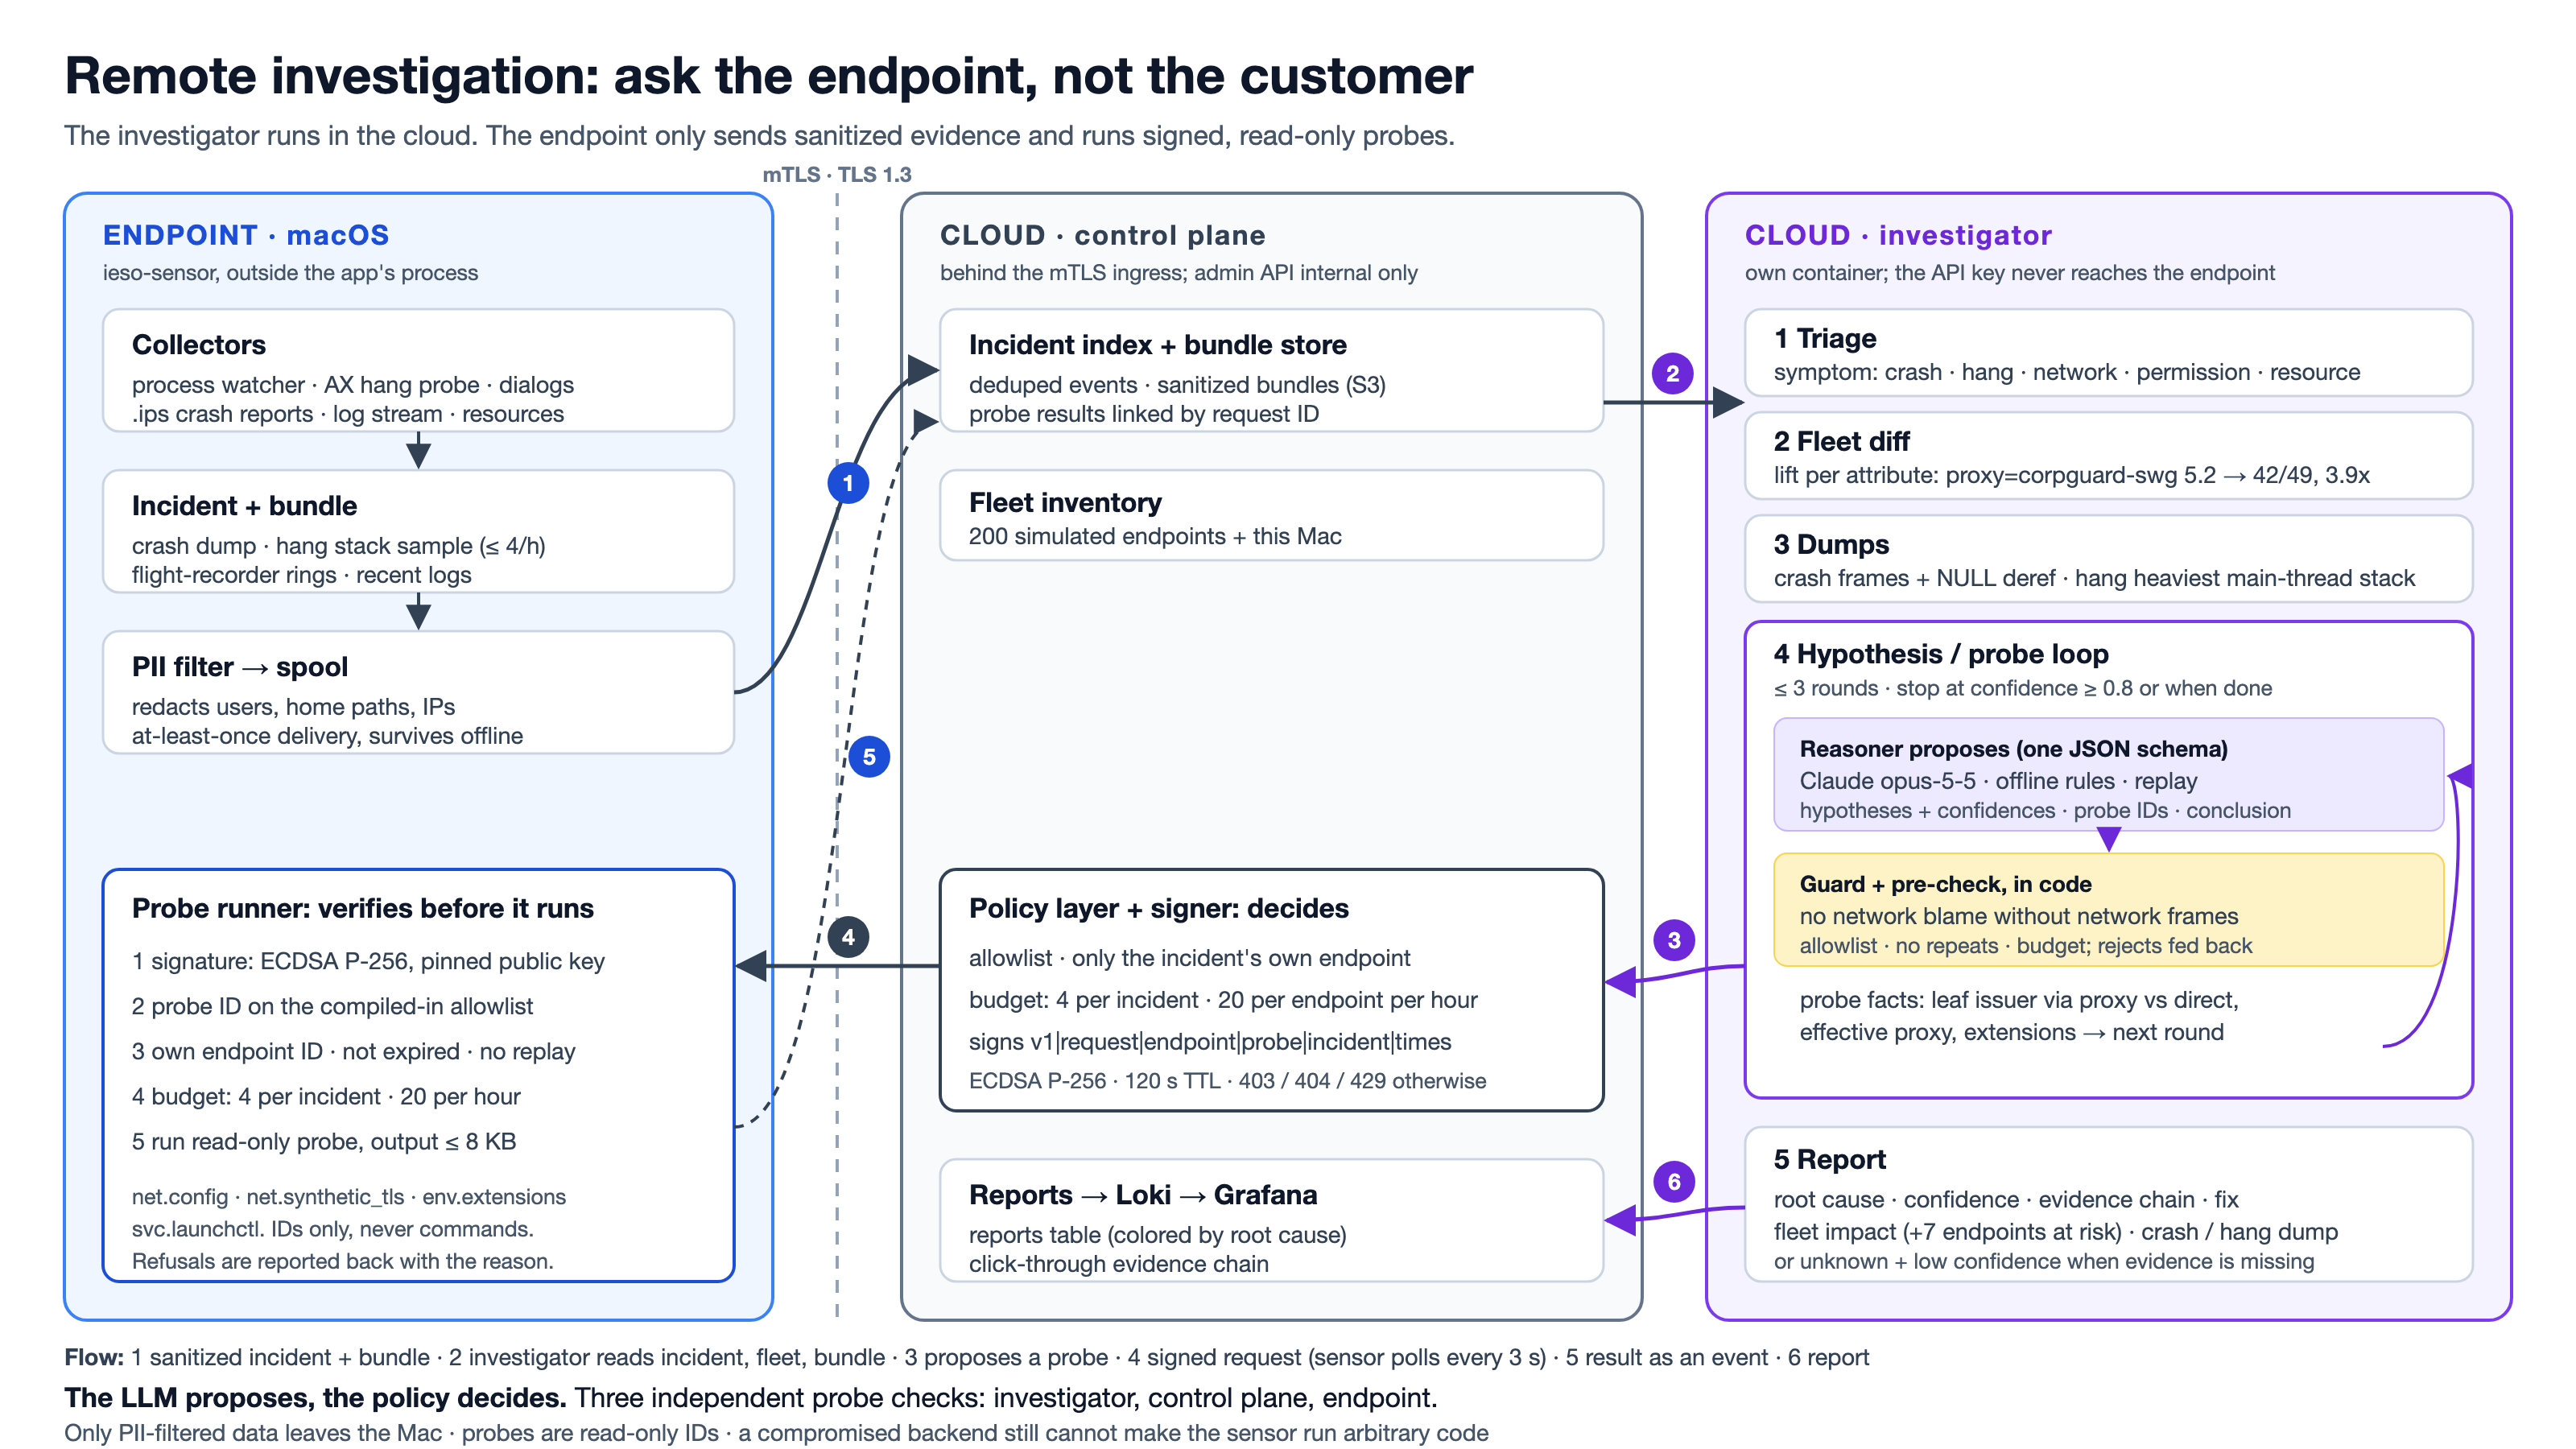 Remote investigation: ask the endpoint, not the customer
The investigator runs in the cloud. The endpoint only sends sanitized evidence and runs signed, read-only probes.
mTLS · TLS 1.3
ENDPOINT · macOS
ieso-sensor, outside the app's process
Collectors
process watcher · AX hang probe · dialogs
.ips crash reports · log stream · resources
Incident + bundle
crash dump · hang stack sample (≤ 4/h)
flight-recorder rings · recent logs
PII filter → spool
redacts users, home paths, IPs
at-least-once delivery, survives offline
Probe runner: verifies before it runs
1 signature: ECDSA P-256, pinned public key
2 probe ID on the compiled-in allowlist
3 own endpoint ID · not expired · no replay
4 budget: 4 per incident · 20 per hour
5 run read-only probe, output ≤ 8 KB
net.config · net.synthetic_tls · env.extensions
svc.launchctl. IDs only, never commands.
Refusals are reported back with the reason.
1
5
4
CLOUD · control plane
behind the mTLS ingress; admin API internal only
Incident index + bundle store
deduped events · sanitized bundles (S3)
probe results linked by request ID
Fleet inventory
200 simulated endpoints + this Mac
Policy layer + signer: decides
allowlist · only the incident's own endpoint
budget: 4 per incident · 20 per endpoint per hour
signs v1|request|endpoint|probe|incident|times
ECDSA P-256 · 120 s TTL · 403 / 404 / 429 otherwise
Reports → Loki → Grafana
reports table (colored by root cause)
click-through evidence chain
2
3
6
CLOUD · investigator
own container; the API key never reaches the endpoint
1 Triage
symptom: crash · hang · network · permission · resource
2 Fleet diff
lift per attribute: proxy=corpguard-swg 5.2 → 42/49, 3.9x
3 Dumps
crash frames + NULL deref · hang heaviest main-thread stack
4 Hypothesis / probe loop
≤ 3 rounds · stop at confidence ≥ 0.8 or when done
Reasoner proposes (one JSON schema)
Claude opus-5-5 · offline rules · replay
hypotheses + confidences · probe IDs · conclusion
Guard + pre-check, in code
no network blame without network frames
allowlist · no repeats · budget; rejects fed back
probe facts: leaf issuer via proxy vs direct,
effective proxy, extensions → next round
5 Report
root cause · confidence · evidence chain · fix
fleet impact (+7 endpoints at risk) · crash / hang dump
or unknown + low confidence when evidence is missing
Flow: 1 sanitized incident + bundle · 2 investigator reads incident, fleet, bundle · 3 proposes a probe · 4 signed request (sensor polls every 3 s) · 5 result as an event · 6 report
The LLM proposes, the policy decides. Three independent probe checks: investigator, control plane, endpoint.
Only PII-filtered data leaves the Mac · probes are read-only IDs · a compromised backend still cannot make the sensor run arbitrary code